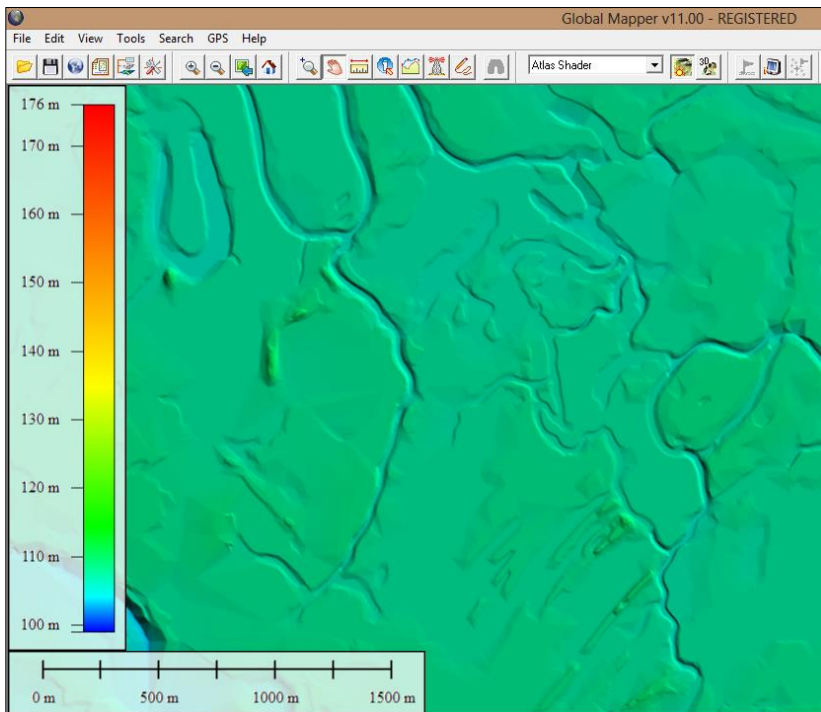 Global Mapper v11.00 - REGISTERED
File Edit View Tools Search GPS Help
Atlas Shader 3D
176 m
170 m
160 m
150 m
140 m
130 m
120 m
110 m
100 m
0 m 500 m 1000 m 1500 m